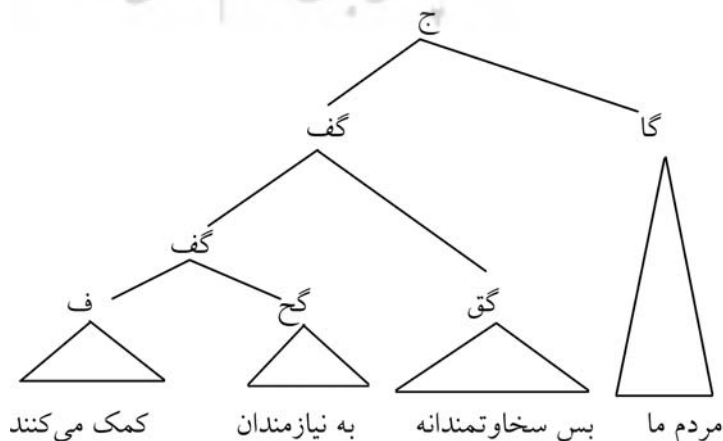 ج
گا گف
گف
گق گح ف
مردم ما بس سخاوتمندانه به نیازمندان کمک می‌کنند